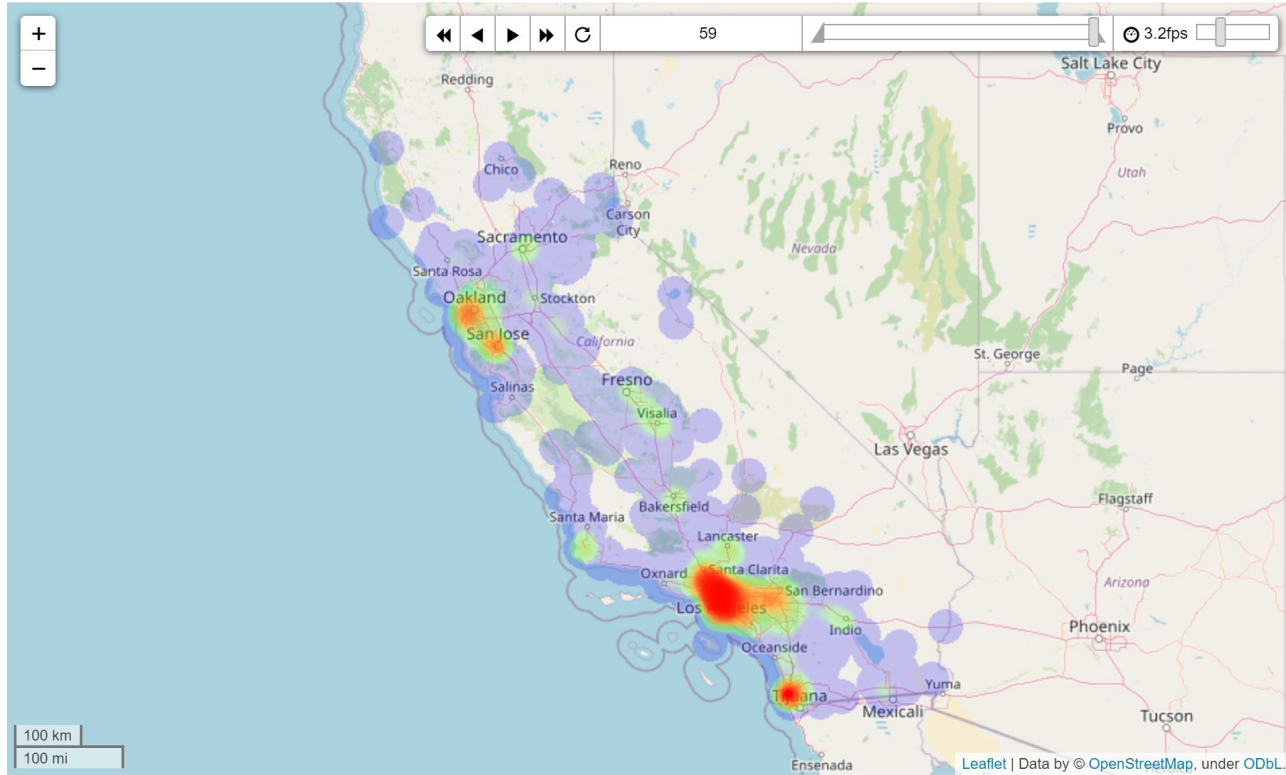 +
−
59
3.2fps
Salt Lake City
Redding
Provo
Chico
Reno
Utah
Carson
City
Sacramento
Nevada
Santa Rosa
Oakland
Stockton
San Jose
California
St. George
Page
Fresno
Salinas
Visalia
Las Vegas
Bakersfield
Flagstaff
Santa Maria
Lancaster
Oxnard
Santa Clarita
Arizona
San Bernardino
Los Angeles
Indio
Phoenix
Oceanside
Yuma
Tijuana
Mexicali
Tucson
100 km
100 mi
Ensenada
Leaflet | Data by © OpenStreetMap, under ODbL.